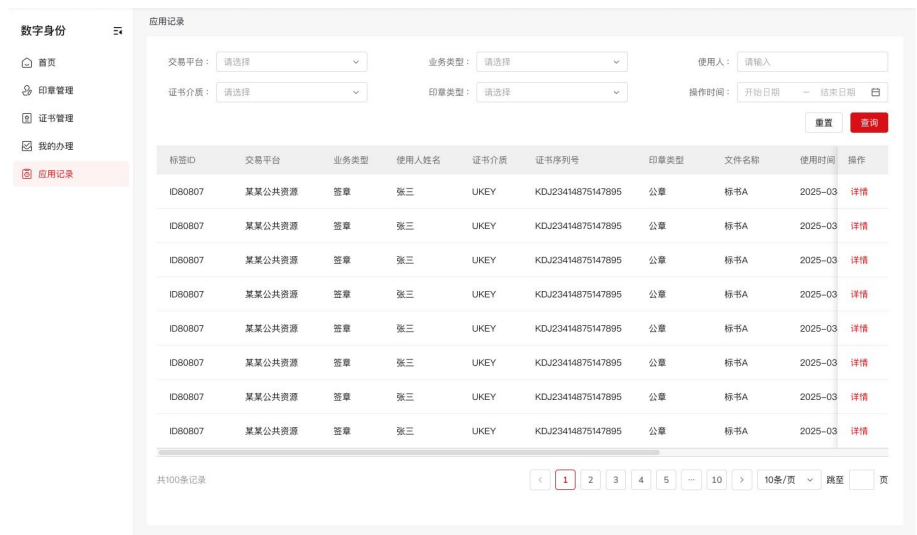 数字身份
首页
印章管理
证书管理
我的办理
应用记录
应用记录
交易平台： 请选择 业务类型： 请选择 使用人： 请输入
证书介质： 请选择 印章类型： 请选择 操作时间： 开始日期 – 结束日期
重置 查询
标签ID 交易平台 业务类型 使用人姓名 证书介质 证书序列号 印章类型 文件名称 使用时间 操作
ID80807 某某公共资源 签章 张三 UKEY KDJ23414875147895 公章 标书A 2025-03 详情
ID80807 某某公共资源 签章 张三 UKEY KDJ23414875147895 公章 标书A 2025-03 详情
ID80807 某某公共资源 签章 张三 UKEY KDJ23414875147895 公章 标书A 2025-03 详情
ID80807 某某公共资源 签章 张三 UKEY KDJ23414875147895 公章 标书A 2025-03 详情
ID80807 某某公共资源 签章 张三 UKEY KDJ23414875147895 公章 标书A 2025-03 详情
ID80807 某某公共资源 签章 张三 UKEY KDJ23414875147895 公章 标书A 2025-03 详情
ID80807 某某公共资源 签章 张三 UKEY KDJ23414875147895 公章 标书A 2025-03 详情
ID80807 某某公共资源 签章 张三 UKEY KDJ23414875147895 公章 标书A 2025-03 详情
共100条记录 < 1 2 3 4 5 ··· 10 > 10条/页 跳至 页